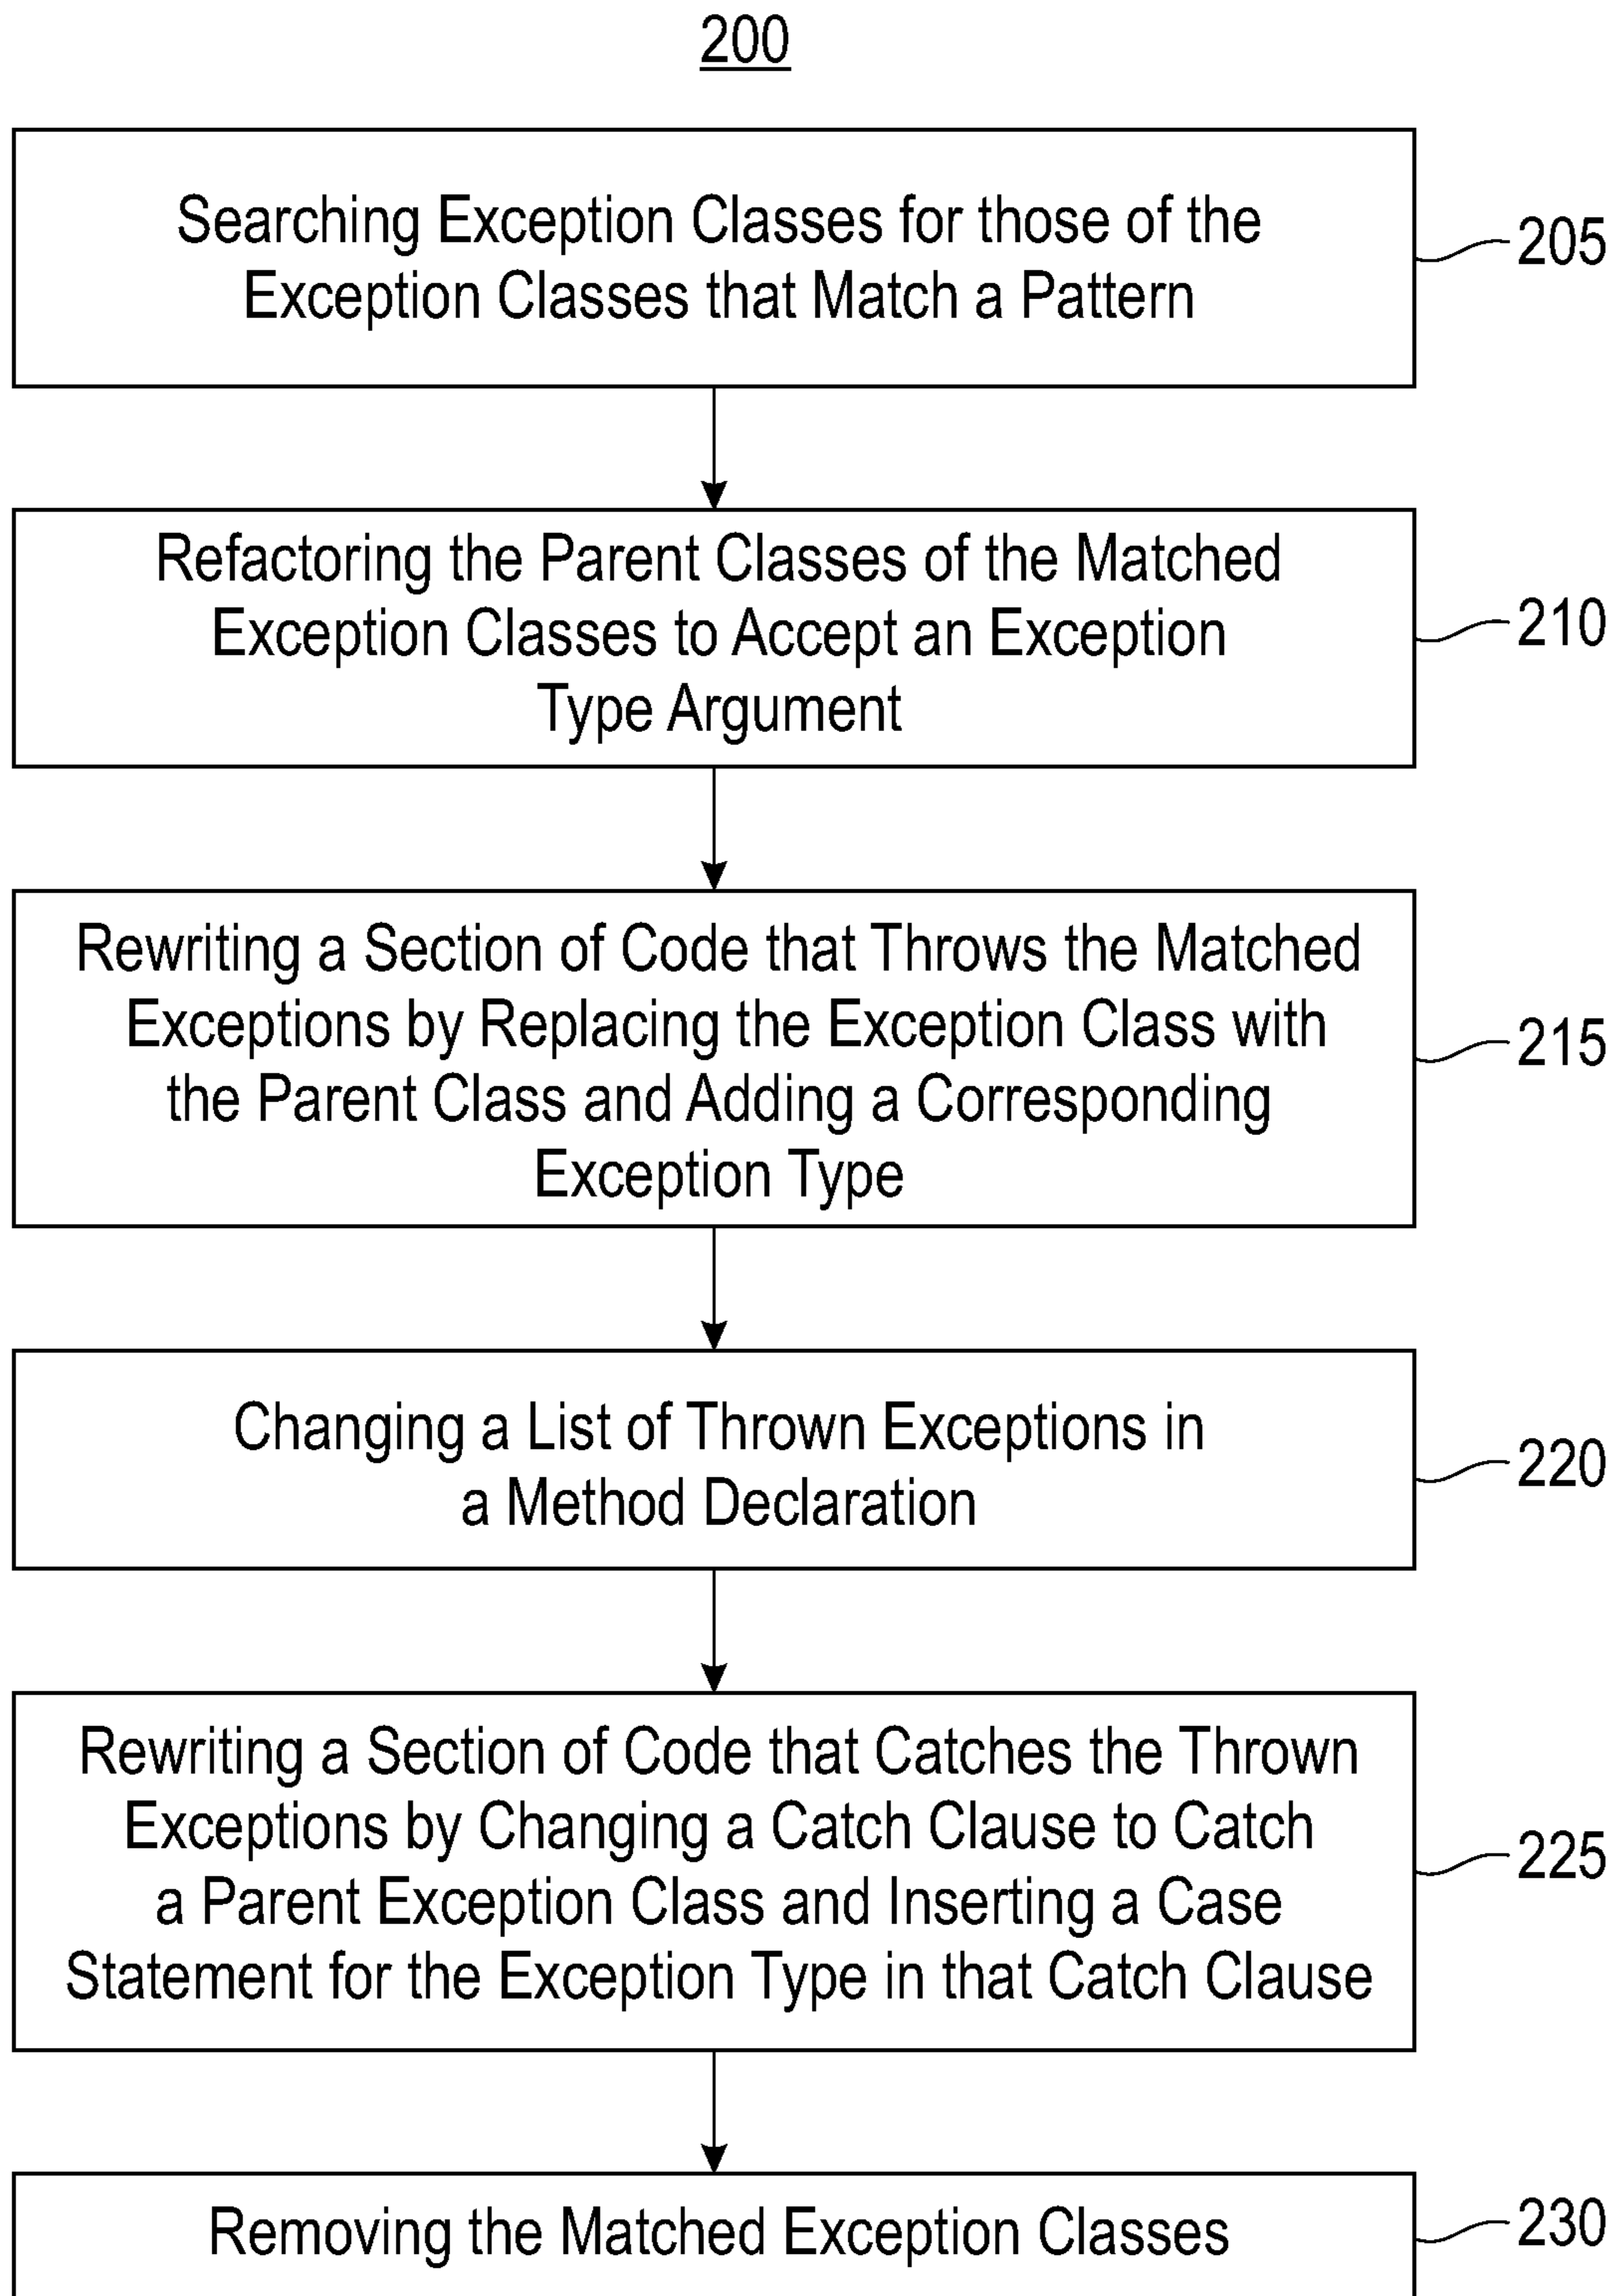 200
Searching Exception Classes for those of the
Exception Classes that Match a Pattern
205
Refactoring the Parent Classes of the Matched
Exception Classes to Accept an Exception
Type Argument
210
Rewriting a Section of Code that Throws the Matched
Exceptions by Replacing the Exception Class with
the Parent Class and Adding a Corresponding
Exception Type
215
Changing a List of Thrown Exceptions in
a Method Declaration
220
Rewriting a Section of Code that Catches the Thrown
Exceptions by Changing a Catch Clause to Catch
a Parent Exception Class and Inserting a Case
Statement for the Exception Type in that Catch Clause
225
Removing the Matched Exception Classes
230